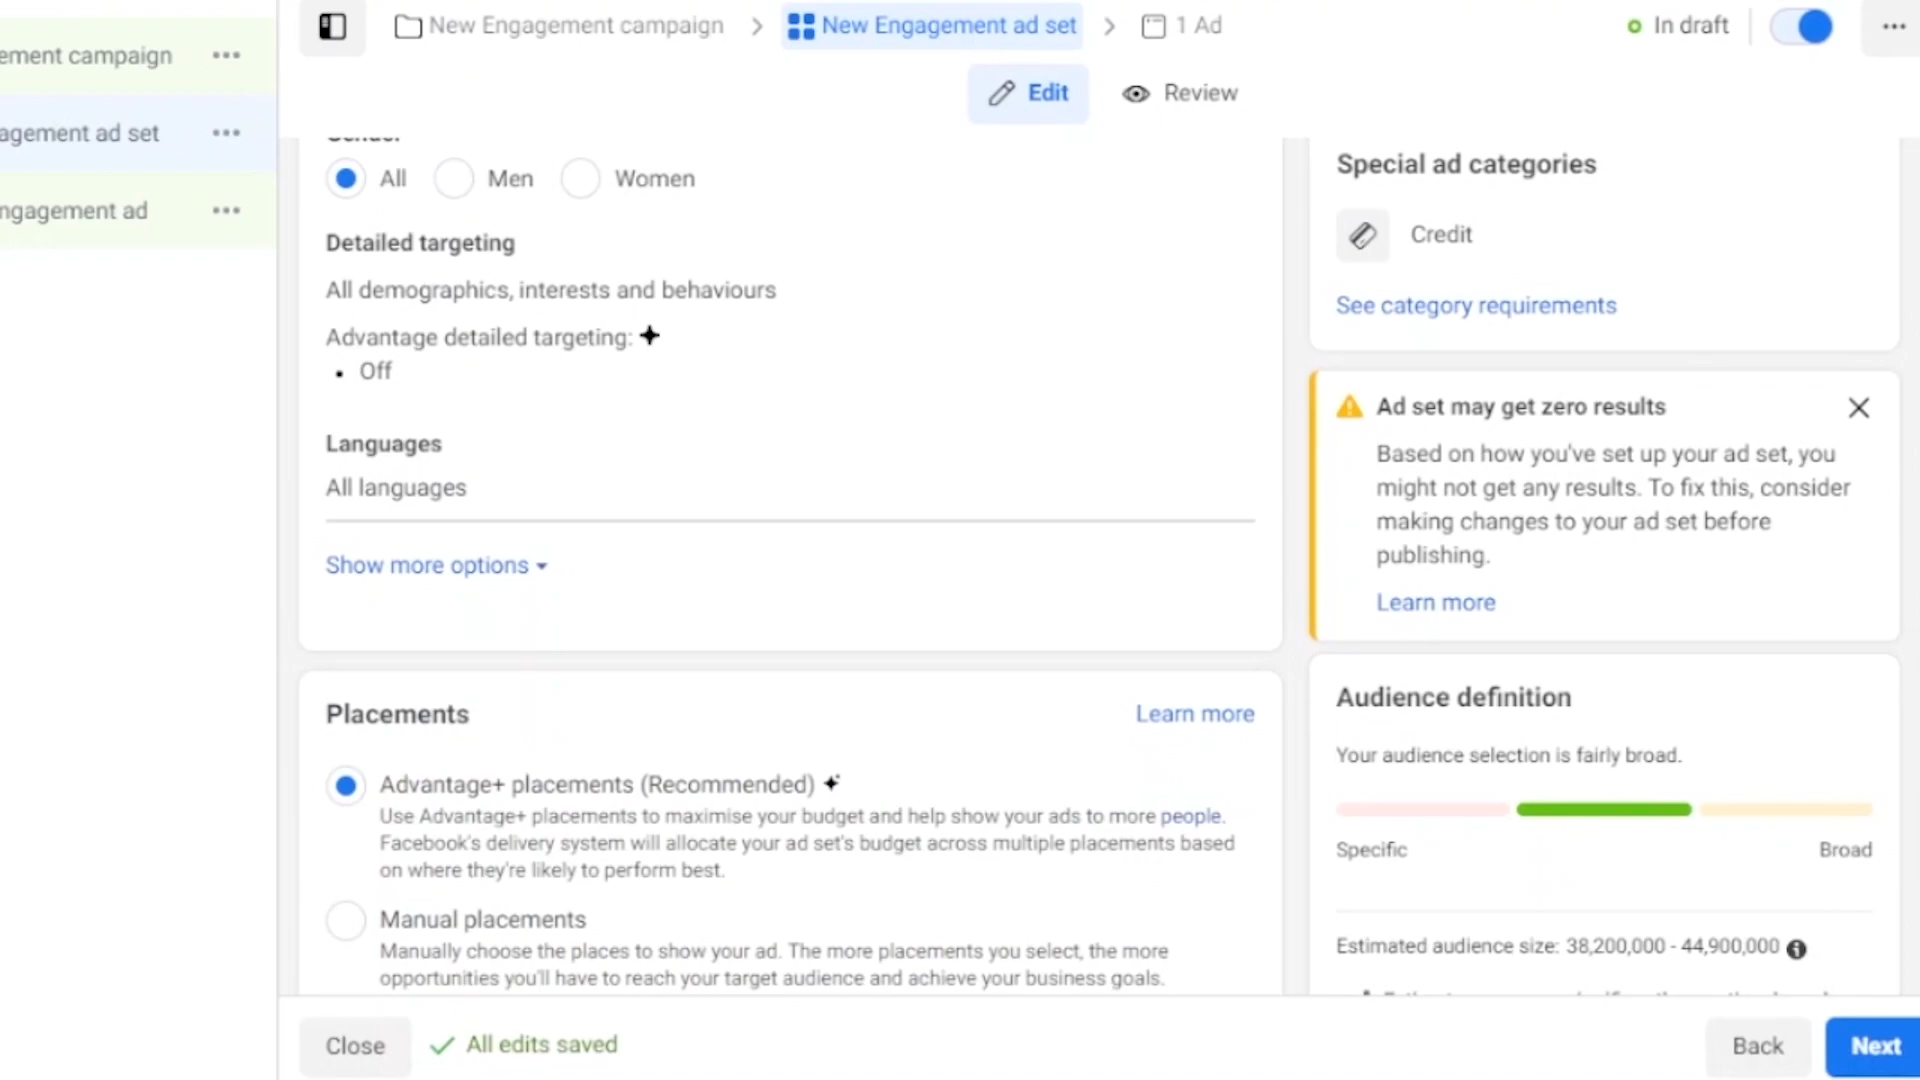 ement campaign
agement ad set
ngagement ad
New Engagement campaign
New Engagement ad set
1 Ad
In draft
Edit
Review
Gender
All
Men
Women
Detailed targeting
All demographics, interests and behaviours
Advantage detailed targeting:
Off
Languages
All languages
Show more options
Placements
Learn more
Advantage+ placements (Recommended)
Use Advantage+ placements to maximise your budget and help show your ads to more people.
Facebook's delivery system will allocate your ad set's budget across multiple placements based
on where they're likely to perform best.
Manual placements
Manually choose the places to show your ad. The more placements you select, the more
opportunities you'll have to reach your target audience and achieve your business goals.
Special ad categories
Credit
See category requirements
Ad set may get zero results
Based on how you've set up your ad set, you
might not get any results. To fix this, consider
making changes to your ad set before
publishing.
Learn more
Audience definition
Your audience selection is fairly broad.
Specific
Broad
Estimated audience size: 38,200,000 - 44,900,000
Close
All edits saved
Back
Next